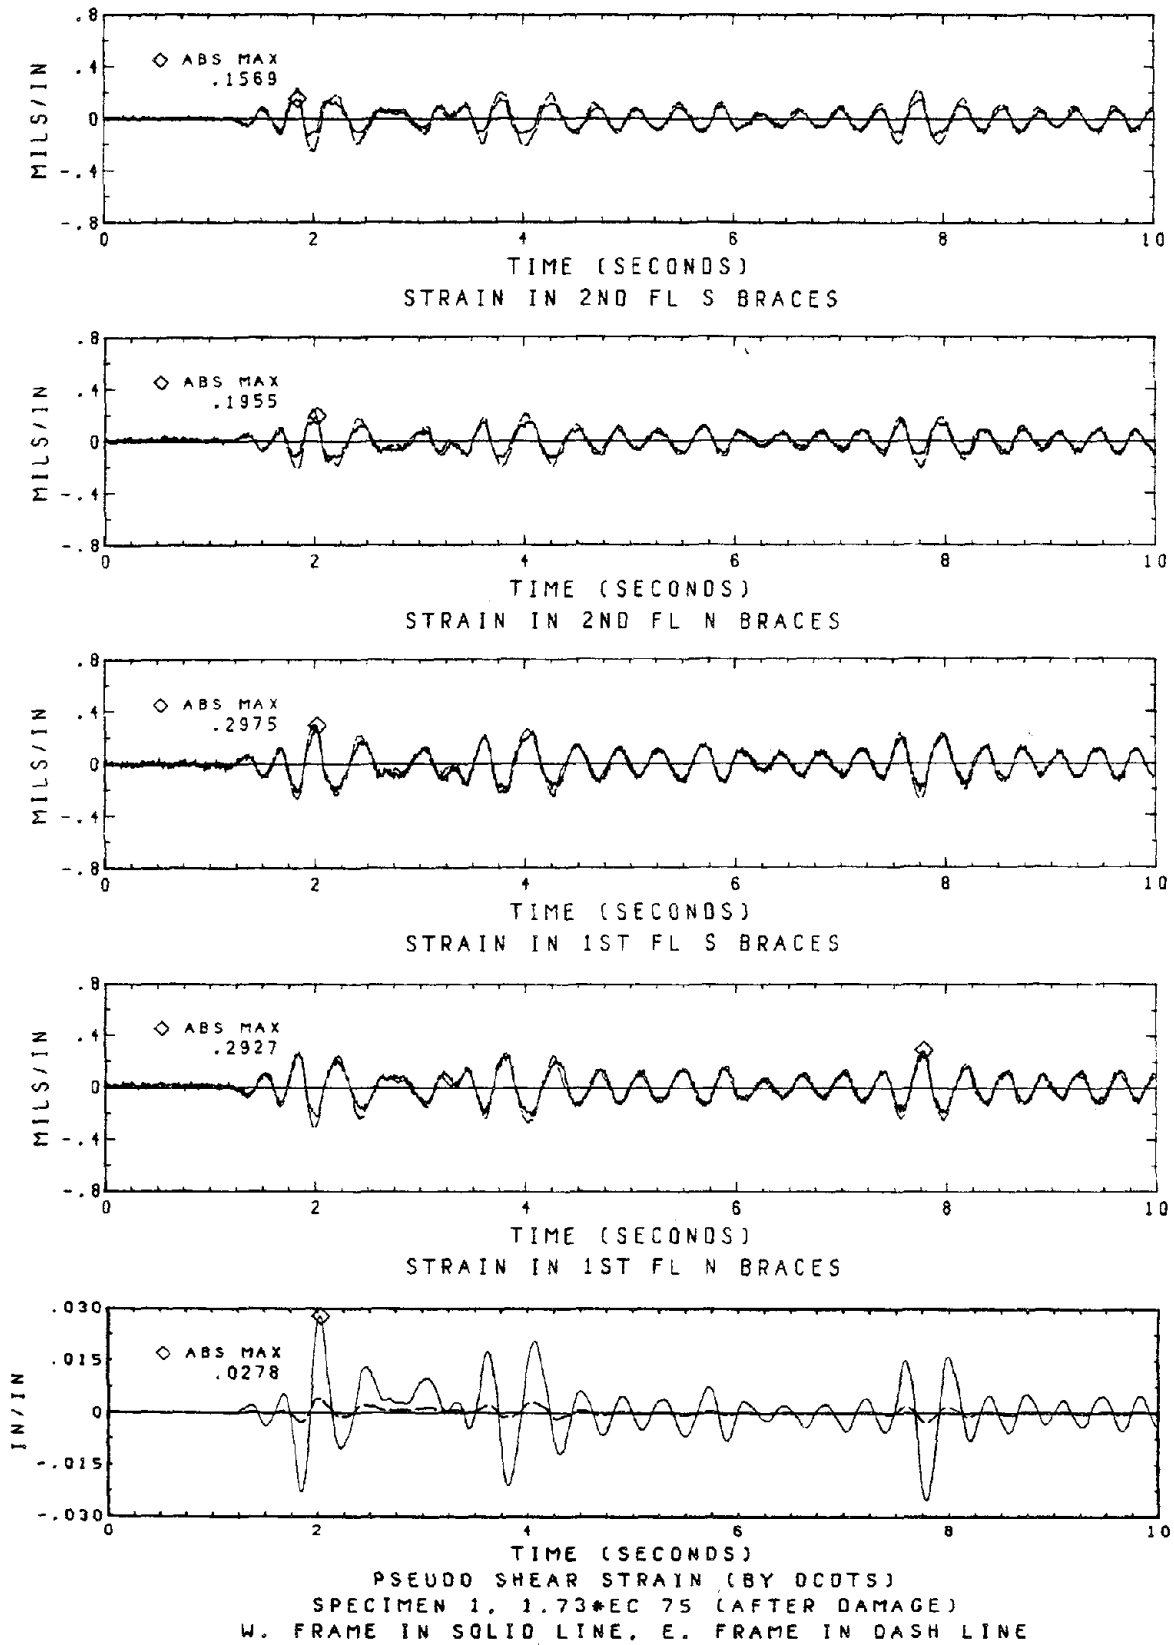 .8
◇ ABS MAX
.1569
.4
0
-.4
-.8
MILS/IN
0 2 4 6 8 10
TIME (SECONDS)
STRAIN IN 2ND FL S BRACES
.8
◇ ABS MAX
.1955
.4
0
-.4
-.8
MILS/IN
0 2 4 6 8 10
TIME (SECONDS)
STRAIN IN 2ND FL N BRACES
.8
◇ ABS MAX
.2975
.4
0
-.4
-.8
MILS/IN
0 2 4 6 8 10
TIME (SECONDS)
STRAIN IN 1ST FL S BRACES
.8
◇ ABS MAX
.2927
.4
0
-.4
-.8
MILS/IN
0 2 4 6 8 10
TIME (SECONDS)
STRAIN IN 1ST FL N BRACES
.030
◇ ABS MAX
.0278
.015
0
-.015
-.030
IN/IN
0 2 4 6 8 10
TIME (SECONDS)
PSEUDO SHEAR STRAIN (BY DCDTS)
SPECIMEN 1, 1.73*EC 75 (AFTER DAMAGE)
W. FRAME IN SOLID LINE, E. FRAME IN DASH LINE